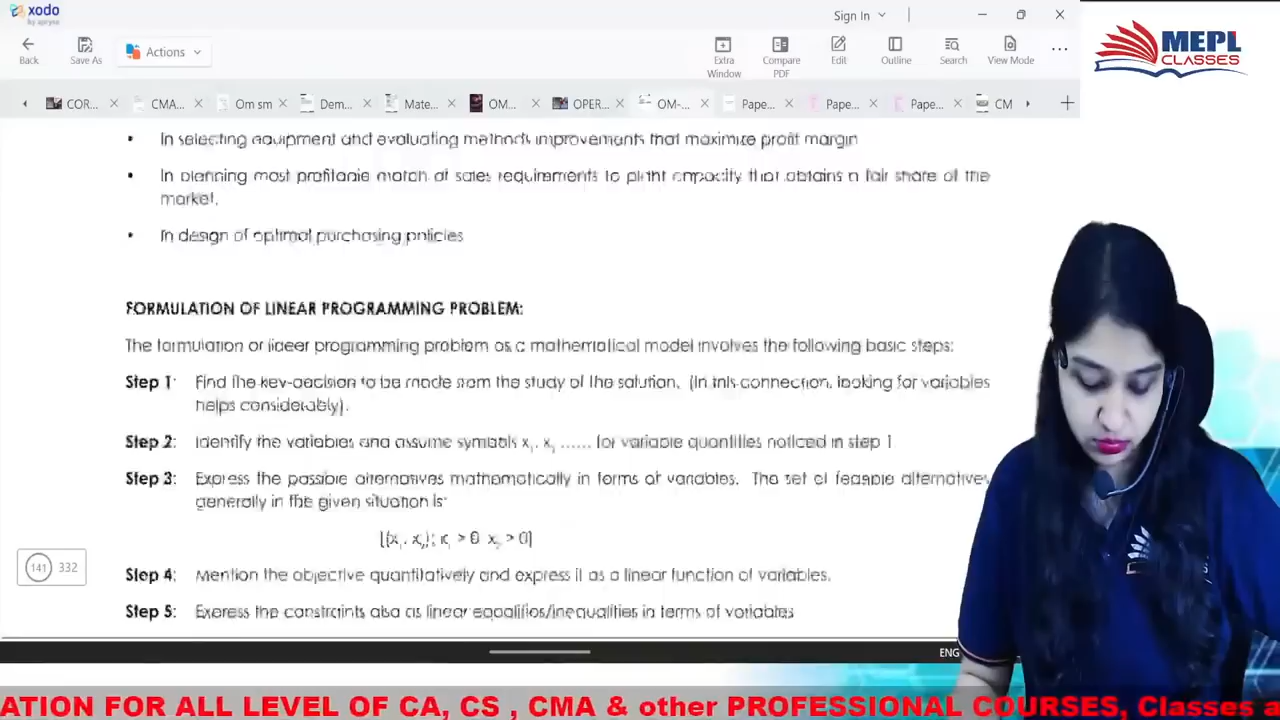 xodo
by apryse
Sign In
Back
Save As
Actions
Extra Window
Compare PDF
Edit
Outline
Search
View Mode
COR...
CMA...
Om sm
Dem...
Mate...
OM...
OPER...
OM-...
Pape...
Pape...
Pape...
CM
MEPL
CLASSES
• In selecting equipment and evaluating methods improvements that maximize profit margin
• In planning most profitable match of sales requirements to plant capacity that obtains a fair share of the
market.
• In design of optimal purchasing policies
FORMULATION OF LINEAR PROGRAMMING PROBLEM:
The formulation of linear programming problem as a mathematical model involves the following basic steps:
Step 1: Find the key-decision to be made from the study of the solution. (In this connection, looking for variables
helps considerably).
Step 2: Identify the variables and assume symbols x₁, x₂ ...... for variable quantities noticed in step 1
Step 3: Express the possible alternatives mathematically in terms of variables. The set of feasible alternatives
generally in the given situation is:
[(x₁, x₂); x₁ > 0 x₂ > 0]
141 332
Step 4: Mention the objective quantitatively and express it as a linear function of variables.
Step 5: Express the constraints also as linear equalities/inequalities in terms of variables
ENG
ATION FOR ALL LEVEL OF CA, CS , CMA & other PROFESSIONAL COURSES, Classes a